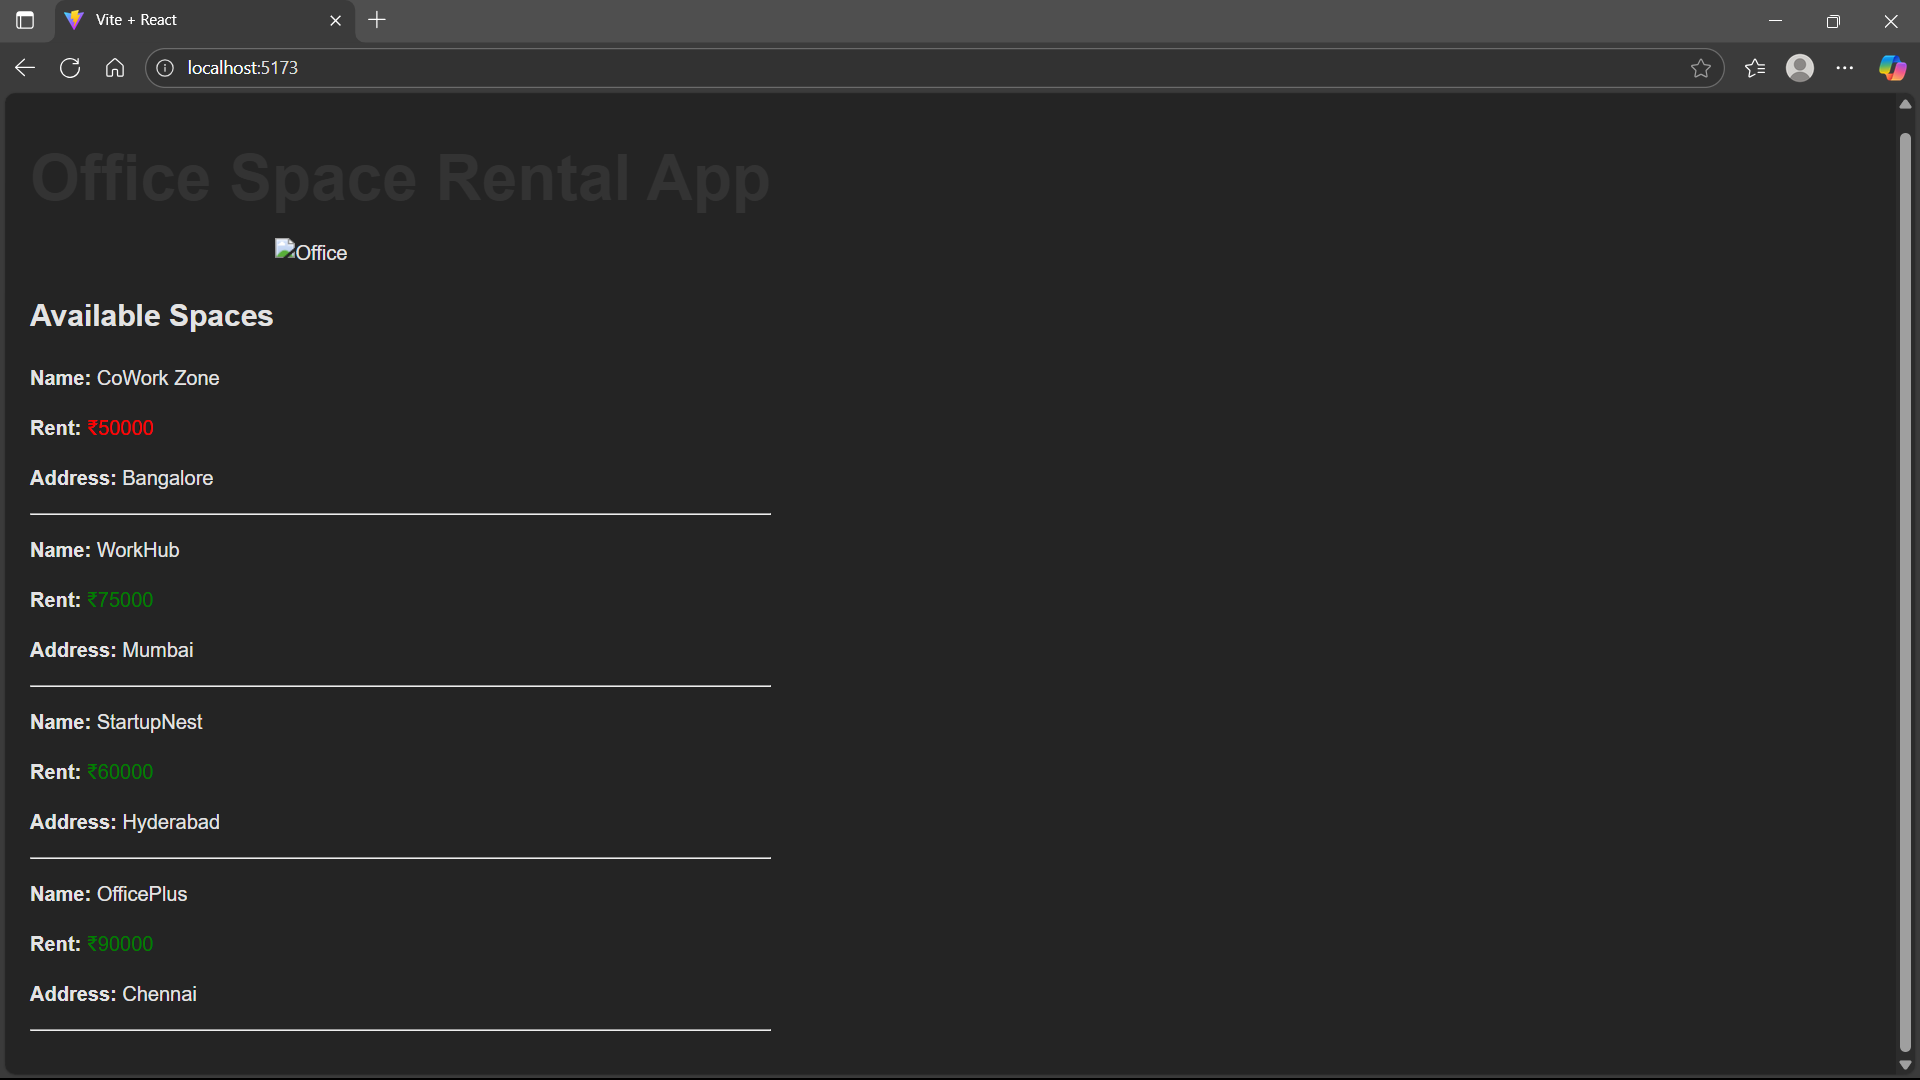 Vite + React
localhost:5173
Office Space Rental App
Office
Available Spaces
Name: CoWork Zone
Rent: ₹50000
Address: Bangalore
Name: WorkHub
Rent: ₹75000
Address: Mumbai
Name: StartupNest
Rent: ₹60000
Address: Hyderabad
Name: OfficePlus
Rent: ₹90000
Address: Chennai